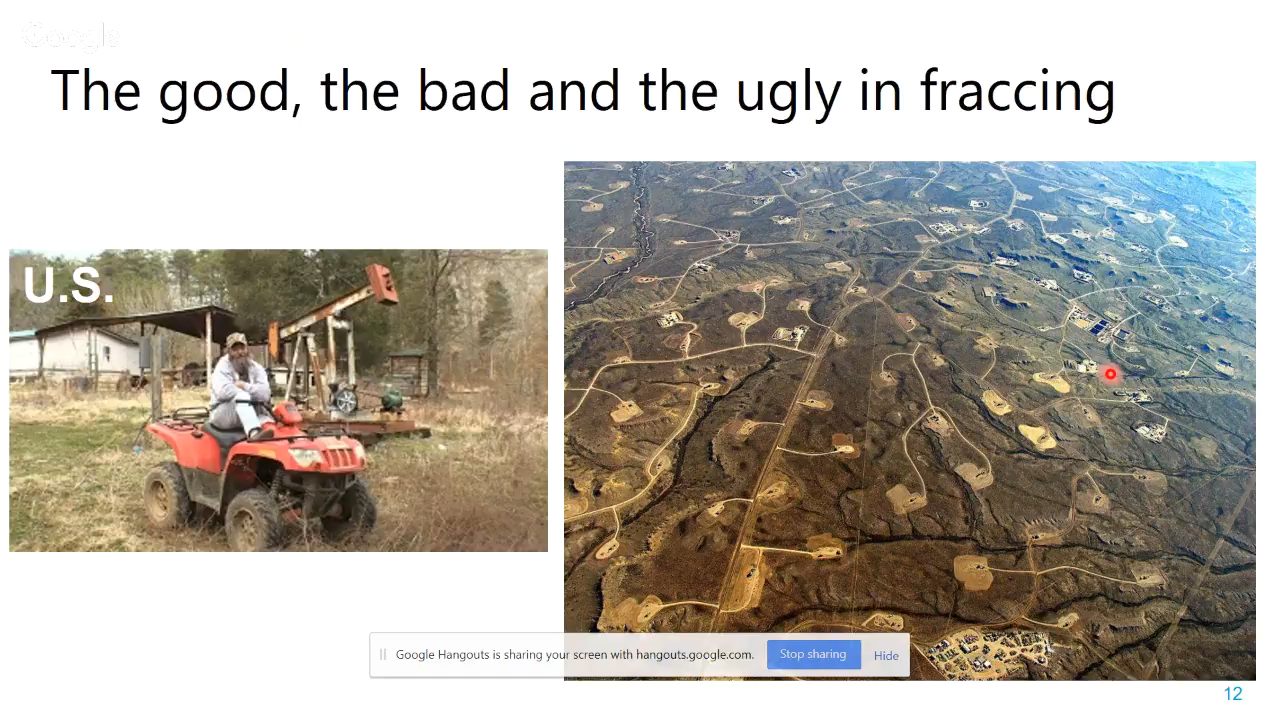 Google
The good, the bad and the ugly in fraccing
U.S.
Google Hangouts is sharing your screen with hangouts.google.com.
Stop sharing
Hide
12